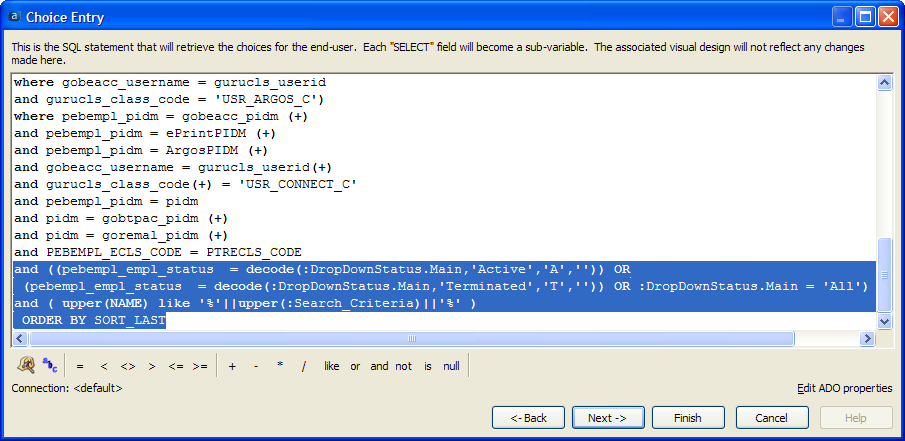 Choice Entry
This is the SQL statement that will retrieve the choices for the end-user. Each "SELECT" field will become a sub-variable. The associated visual design will not reflect any changes
made here.
where gobeacc_username = gurucls_userid
and gurucls_class_code = 'USR_ARGOS_C')
where pebempl_pidm = gobeacc_pidm (+)
and pebempl_pidm = ePrintPIDM (+)
and pebempl_pidm = ArgosPIDM (+)
and gobeacc_username = gurucls_userid(+)
and gurucls_class_code(+) = 'USR_CONNECT_C'
and pebempl_pidm = pidm
and pidm = gobtpac_pidm (+)
and pidm = goremal_pidm (+)
and PEBEMPL_ECLS_CODE = PTRECLS_CODE
and ((pebempl_empl_status  = decode(:DropDownStatus.Main,'Active','A','')) OR
(pebempl_empl_status  = decode(:DropDownStatus.Main,'Terminated','T','')) OR :DropDownStatus.Main = 'All')
and ( upper(NAME) like '%'||upper(:Search_Criteria)||'%' )
ORDER BY SORT_LAST
= < <> > <= >= + - * / like or and not is null
Connection: <default>
Edit ADO properties
<- Back Next -> Finish Cancel Help